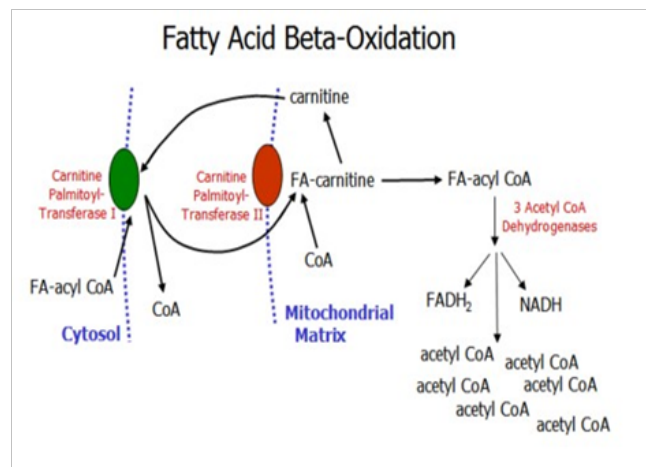 Fatty Acid Beta-Oxidation
carnitine
Carnitine
Palmitoyl-
Transferase I
Carnitine
Palmitoyl-
Transferase II
FA-carnitine
FA-acyl CoA
3 Acetyl CoA
Dehydrogenases
FA-acyl CoA
CoA
CoA
Cytosol
Mitochondrial
Matrix
FADH₂
NADH
acetyl CoA
acetyl CoA
acetyl CoA
acetyl CoA
acetyl CoA
acetyl CoA